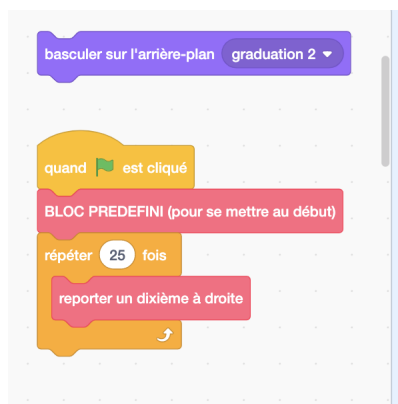 basculer sur l'arrière-plan graduation 2
quand est cliqué
BLOC PREDEFINI (pour se mettre au début)
répéter 25 fois
reporter un dixième à droite